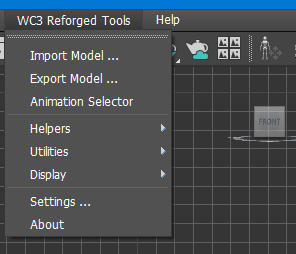 WC3 Reforged Tools Help
Import Model ...
Export Model ...
Animation Selector
Helpers
Utilities
Display
Settings ...
About
FRONT